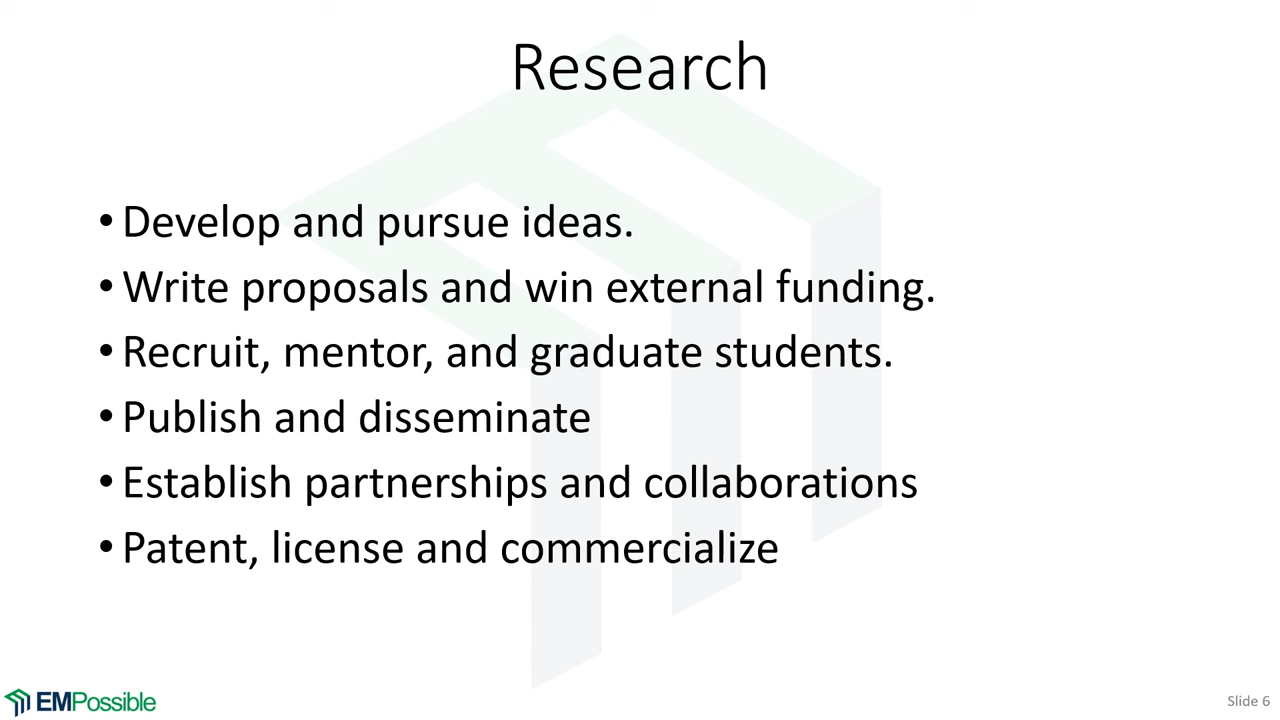 Research
• Develop and pursue ideas.
• Write proposals and win external funding.
• Recruit, mentor, and graduate students.
• Publish and disseminate
• Establish partnerships and collaborations
• Patent, license and commercialize
EMPossible
Slide 6